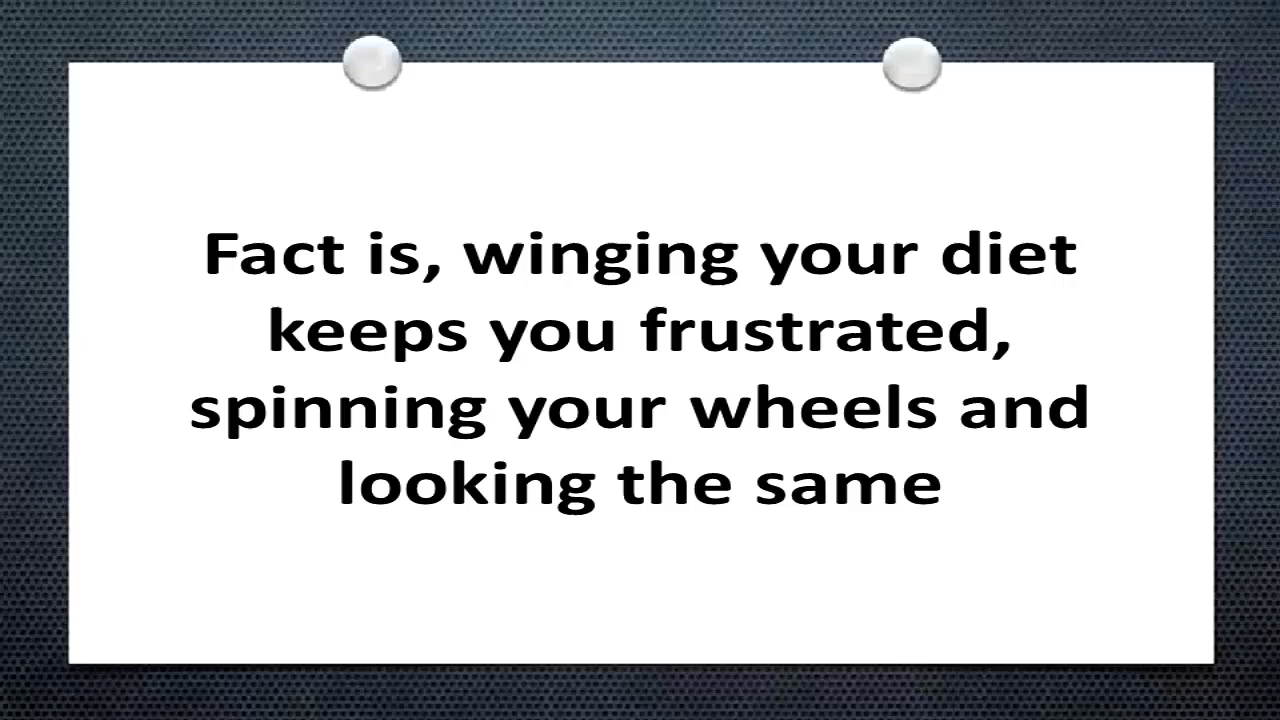 Fact is, winging your diet
keeps you frustrated,
spinning your wheels and
looking the same